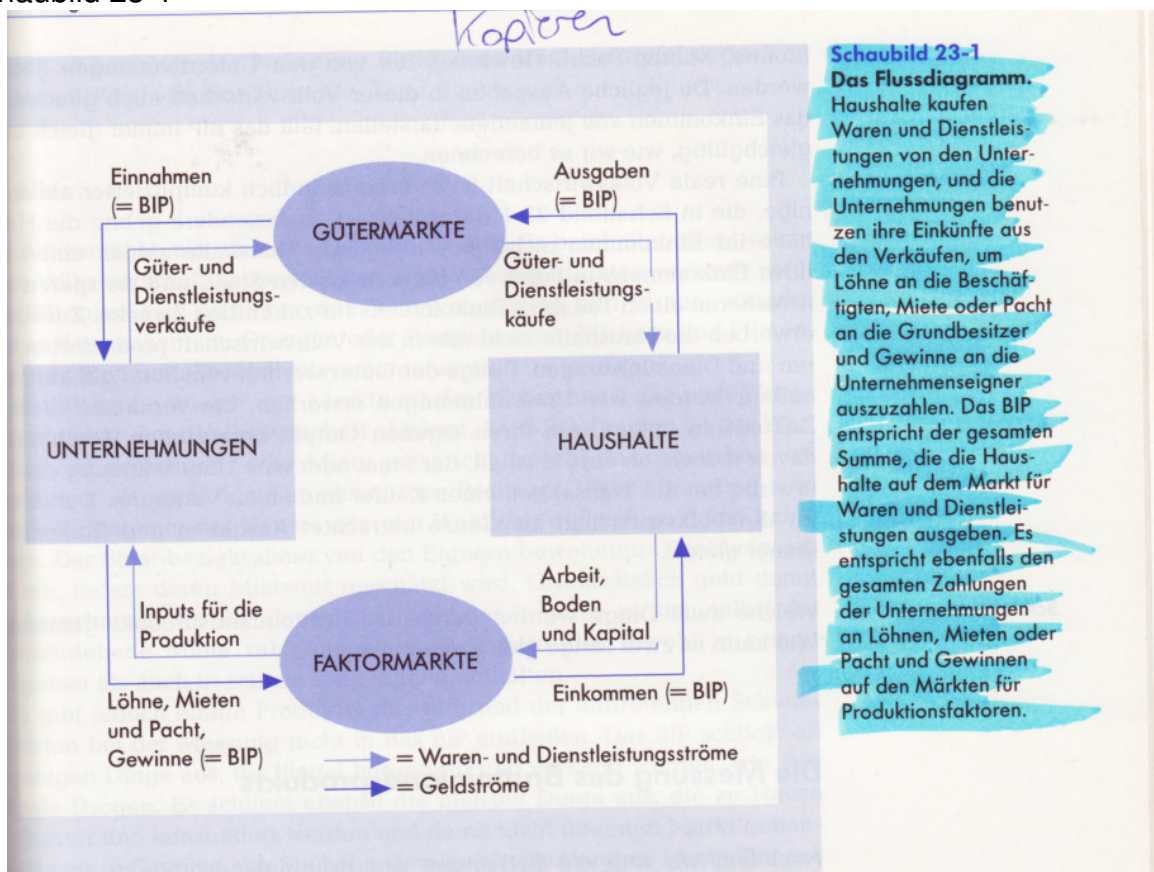 Kopieren
Einnahmen
(= BIP)
Ausgaben
(= BIP)
GÜTERMÄRKTE
Güter- und
Dienstleistungs-
verkäufe
Güter- und
Dienstleistungs-
käufe
UNTERNEHMUNGEN
HAUSHALTE
Inputs für die
Produktion
Arbeit,
Boden
und Kapital
FAKTORMÄRKTE
Löhne, Mieten
und Pacht,
Gewinne (= BIP)
Einkommen (= BIP)
= Waren- und Dienstleistungsströme
= Geldströme
Schaubild 23-1
Das Flussdiagramm.
Haushalte kaufen
Waren und Dienstleis-
tungen von den Unter-
nehmungen, und die
Unternehmungen benut-
zen ihre Einkünfte aus
den Verkäufen, um
Löhne an die Beschäf-
tigten, Miete oder Pacht
an die Grundbesitzer
und Gewinne an die
Unternehmenseigner
auszuzahlen. Das BIP
entspricht der gesamten
Summe, die die Haus-
halte auf dem Markt für
Waren und Dienstlei-
stungen ausgeben. Es
entspricht ebenfalls den
gesamten Zahlungen
der Unternehmungen
an Löhnen, Mieten oder
Pacht und Gewinnen
auf den Märkten für
Produktionsfaktoren.